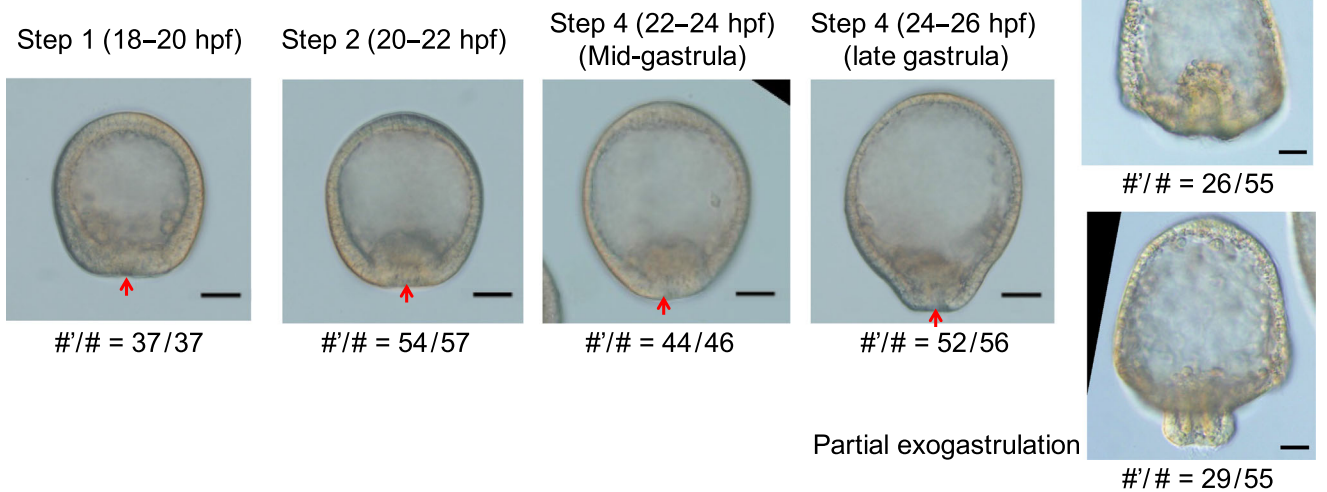 Step 1 (18–20 hpf)
Step 2 (20–22 hpf)
Step 4 (22–24 hpf)
(Mid-gastrula)
Step 4 (24–26 hpf)
(late gastrula)
#'/# = 37/37
#'/# = 54/57
#'/# = 44/46
#'/# = 52/56
#'/# = 26/55
Partial exogastrulation
#'/# = 29/55